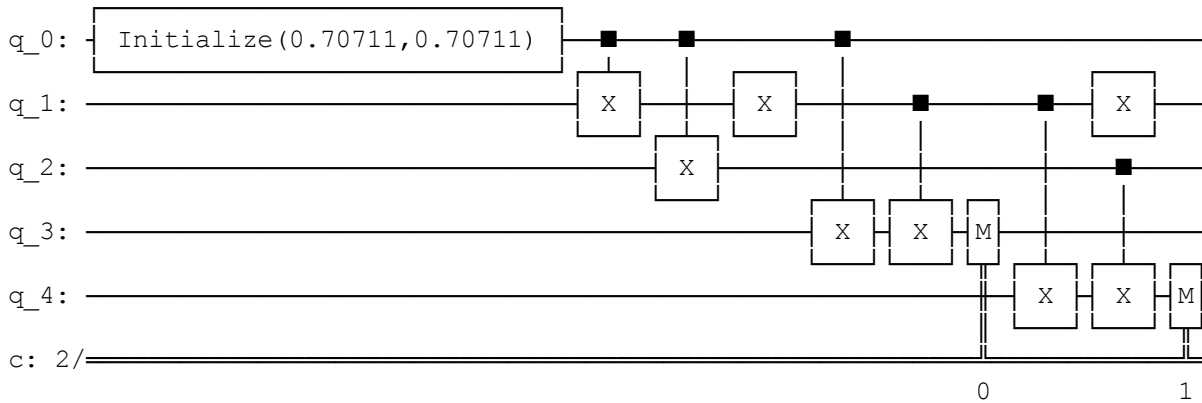 q_0: Initialize(0.70711,0.70711)
q_1: X X X
q_2: X
q_3: X X M
q_4: X X M
c: 2/
0 1